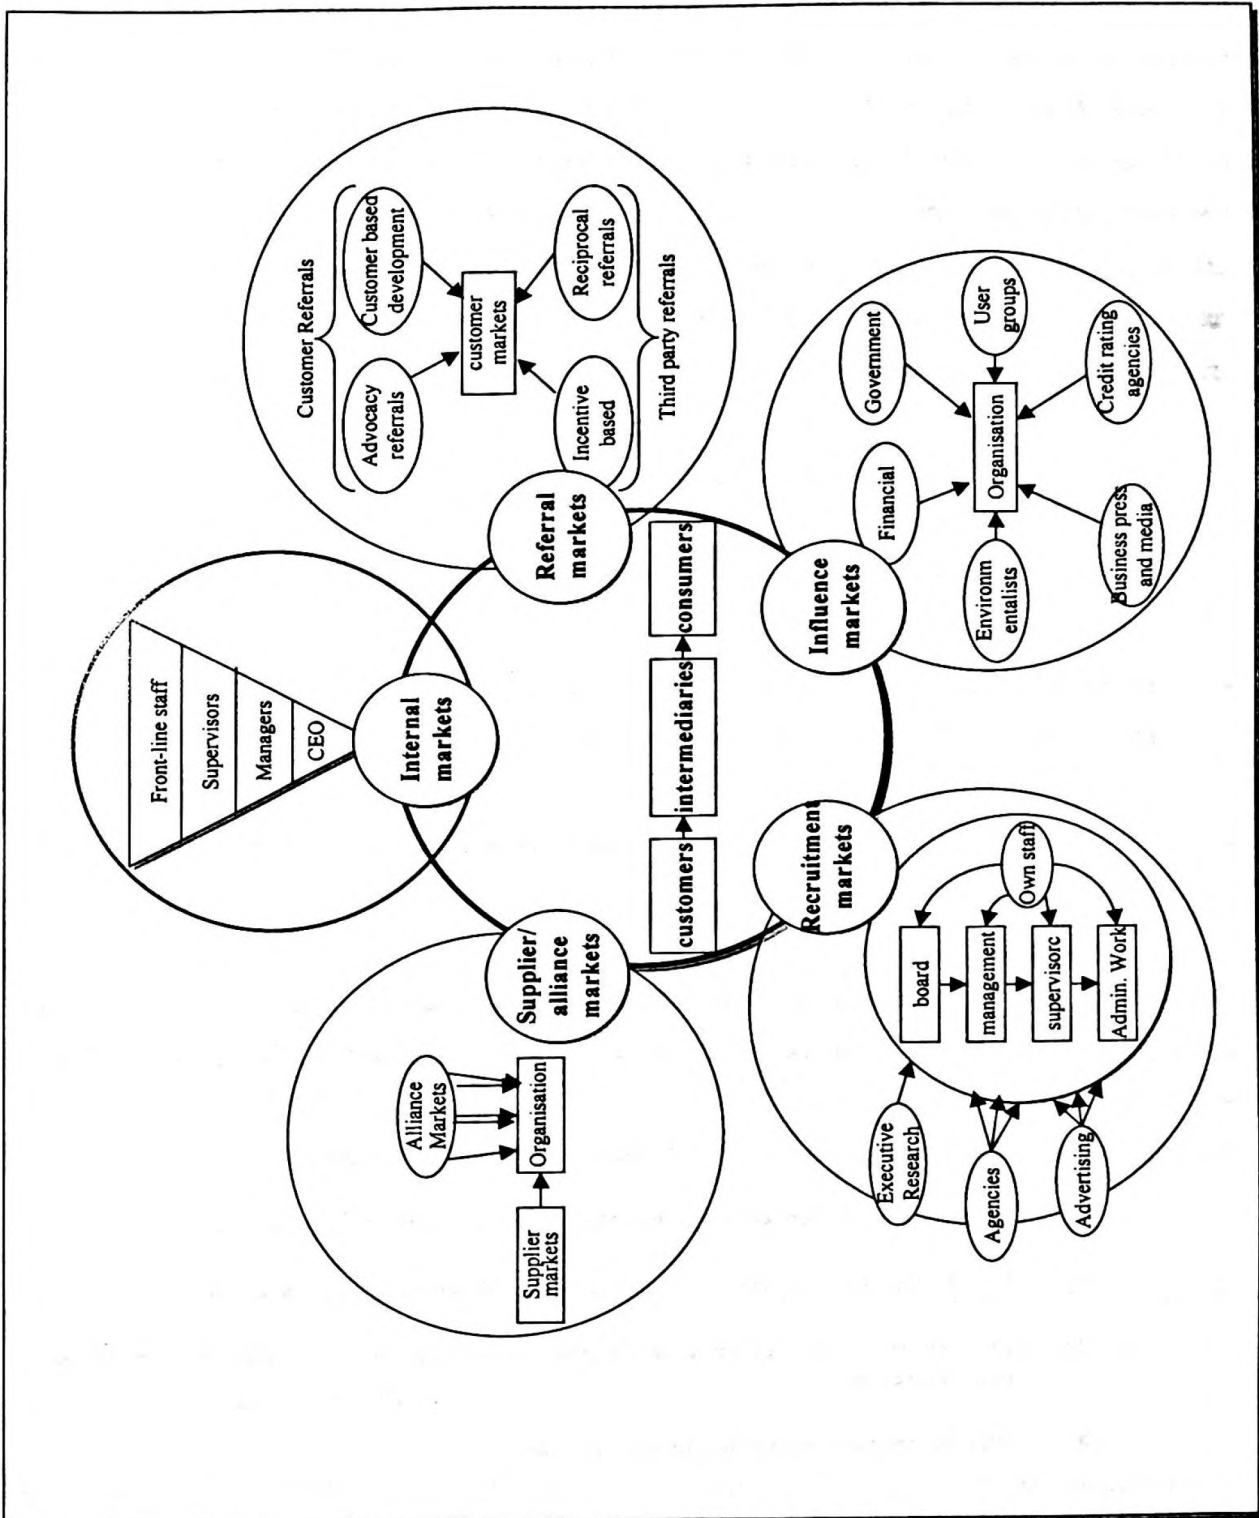 Front-line staff
Supervisors
Managers
CEO
Internal
markets
Supplier/
alliance
markets
Alliance
Markets
Organisation
Supplier
markets
Referral
markets
Customer Referrals
Advocacy
referrals
Customer based
development
customer
markets
Incentive
based
Reciprocal
referrals
Third party referrals
customers
intermediaries
consumers
Recruitment
markets
Own staff
board
management
supervisorc
Admin. Work
Executive
Research
Agencies
Advertising
Influence
markets
Financial
Government
Environm
entalists
Organisation
User
groups
Business press
and media
Credit rating
agencies